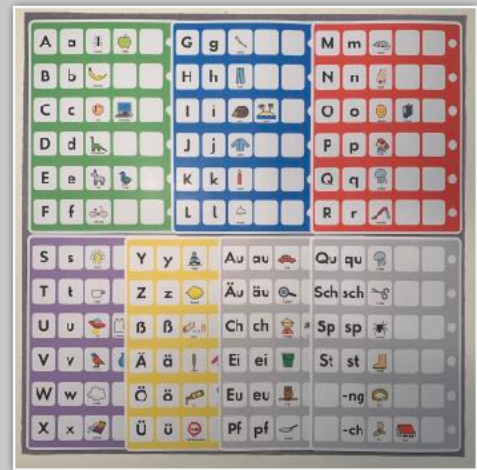 A a
B b
C c
D d
E e
F f
G g
H h
I i
J j
K k
L l
M m
N n
O o
P p
Q q
R r
S s
T t
U u
V v
W w
X x
Y y
Z z
ß ß
Ä ä
Ö ö
Ü ü
Au au
Äu äu
Ch ch
Ei ei
Eu eu
Pf pf
Qu qu
Sch sch
Sp sp
St st
-ng
-ch